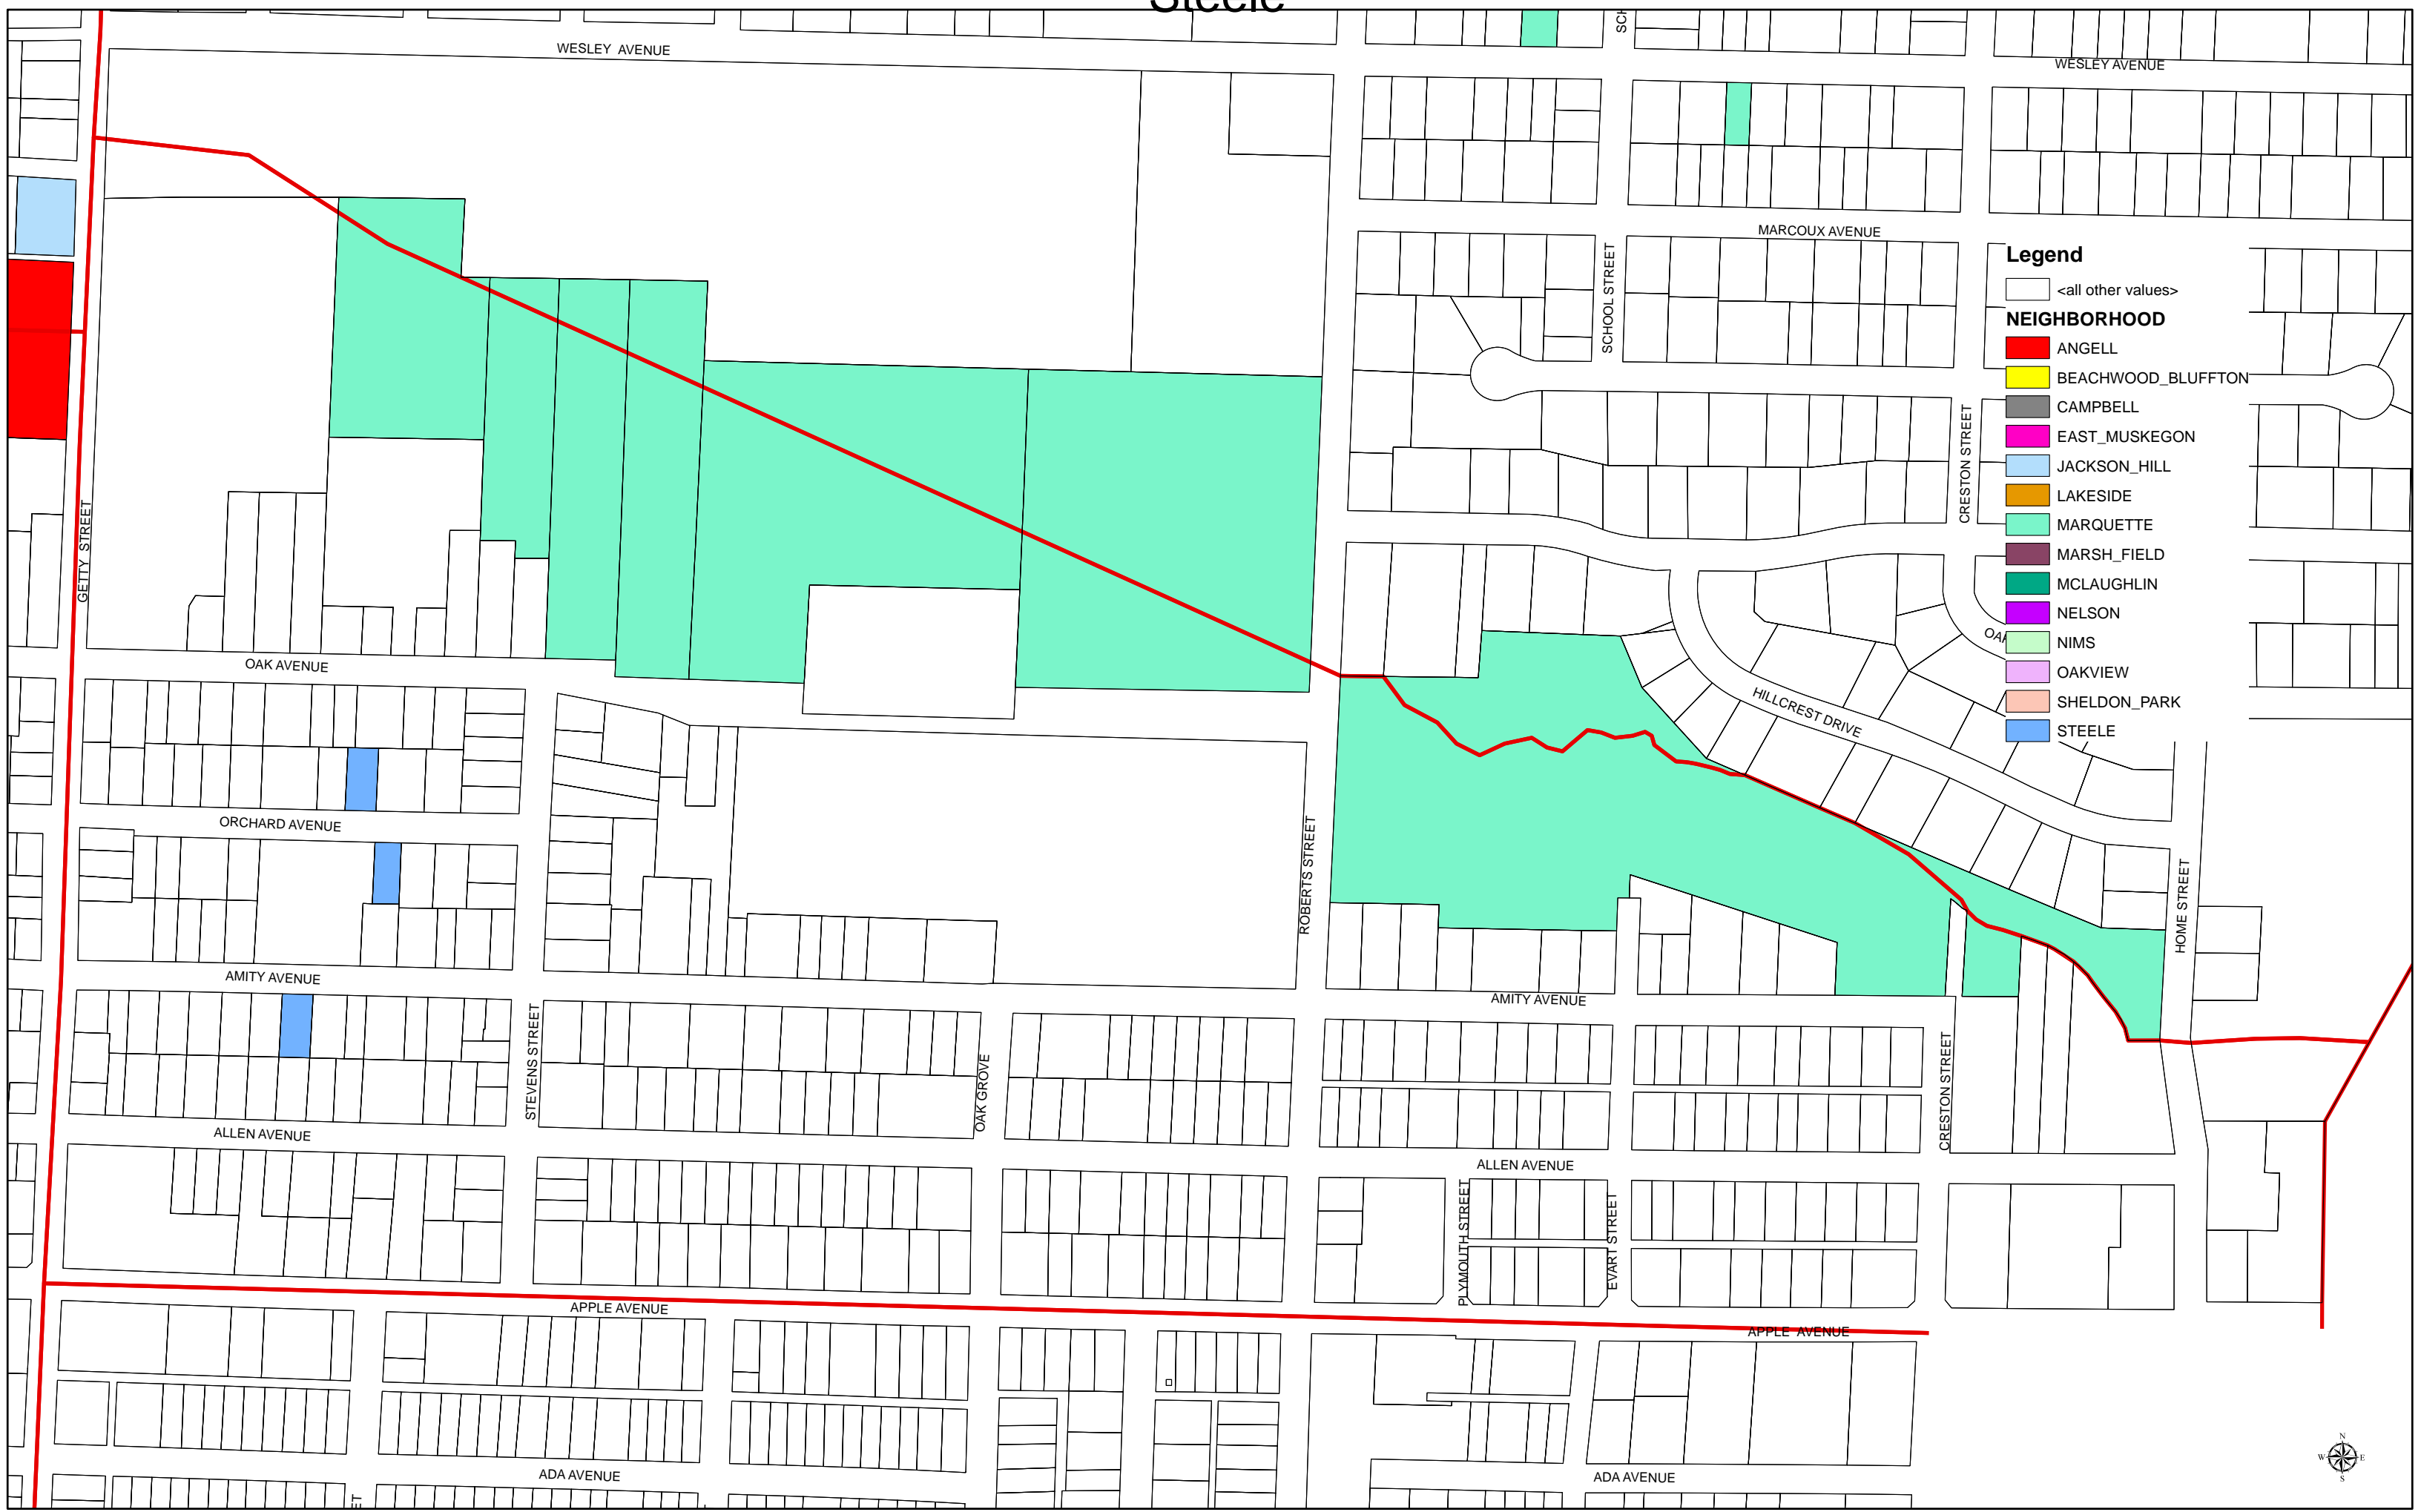 Steele
WESLEY AVENUE
SCH
WESLEY AVENUE
MARCOUX AVENUE
SCHOOL STREET
CRESTON STREET
Legend
<all other values>
NEIGHBORHOOD
ANGELL
BEACHWOOD_BLUFFTON
CAMPBELL
EAST_MUSKEGON
JACKSON_HILL
LAKESIDE
MARQUETTE
MARSH_FIELD
MCLAUGHLIN
NELSON
NIMS
OAKVIEW
SHELDON_PARK
STEELE
GETTY STREET
OAK AVENUE
HILLCREST DRIVE
ORCHARD AVENUE
ROBERTS STREET
HOME STREET
AMITY AVENUE
AMITY AVENUE
STEVENS STREET
OAK GROVE
CRESTON STREET
ALLEN AVENUE
ALLEN AVENUE
PLYMOUTH STREET
EVART STREET
APPLE AVENUE
APPLE AVENUE
ADA AVENUE
ADA AVENUE
N
W E
S